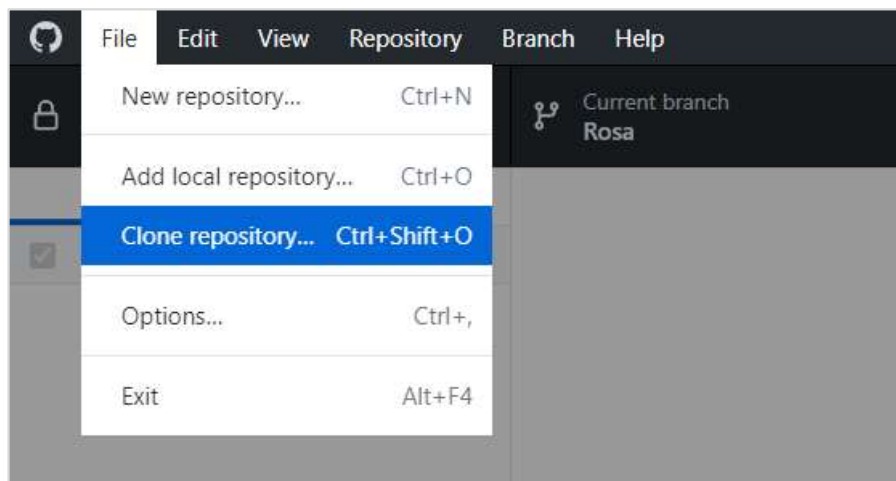 File Edit View Repository Branch Help
New repository... Ctrl+N
Add local repository... Ctrl+O
Clone repository... Ctrl+Shift+O
Options... Ctrl+,
Exit Alt+F4
Current branch
Rosa